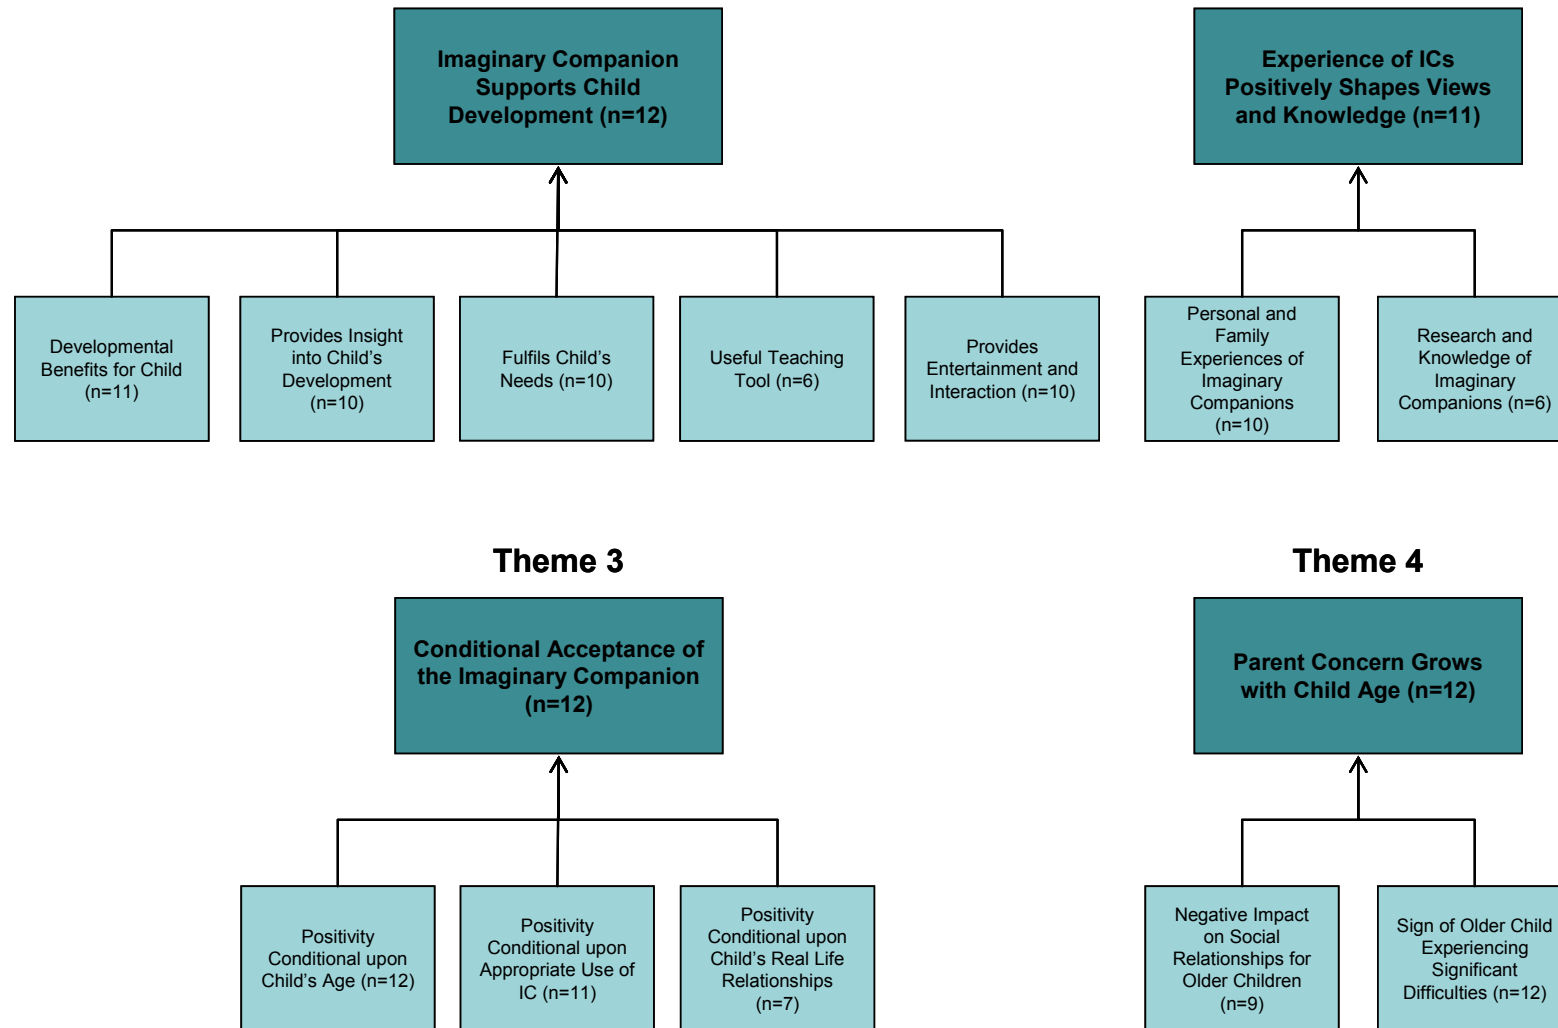 Imaginary Companion
Supports Child
Development (n=12)
Experience of ICs
Positively Shapes Views
and Knowledge (n=11)
Developmental
Benefits for Child
(n=11)
Provides Insight
into Child’s
Development
(n=10)
Fulfils Child’s
Needs (n=10)
Useful Teaching
Tool (n=6)
Provides
Entertainment and
Interaction (n=10)
Personal and
Family
Experiences of
Imaginary
Companions
(n=10)
Research and
Knowledge of
Imaginary
Companions (n=6)
Theme 3
Theme 4
Conditional Acceptance of
the Imaginary Companion
(n=12)
Parent Concern Grows
with Child Age (n=12)
Positivity
Conditional upon
Child’s Age (n=12)
Positivity
Conditional upon
Appropriate Use of
IC (n=11)
Positivity
Conditional upon
Child’s Real Life
Relationships
(n=7)
Negative Impact
on Social
Relationships for
Older Children
(n=9)
Sign of Older Child
Experiencing
Significant
Difficulties (n=12)